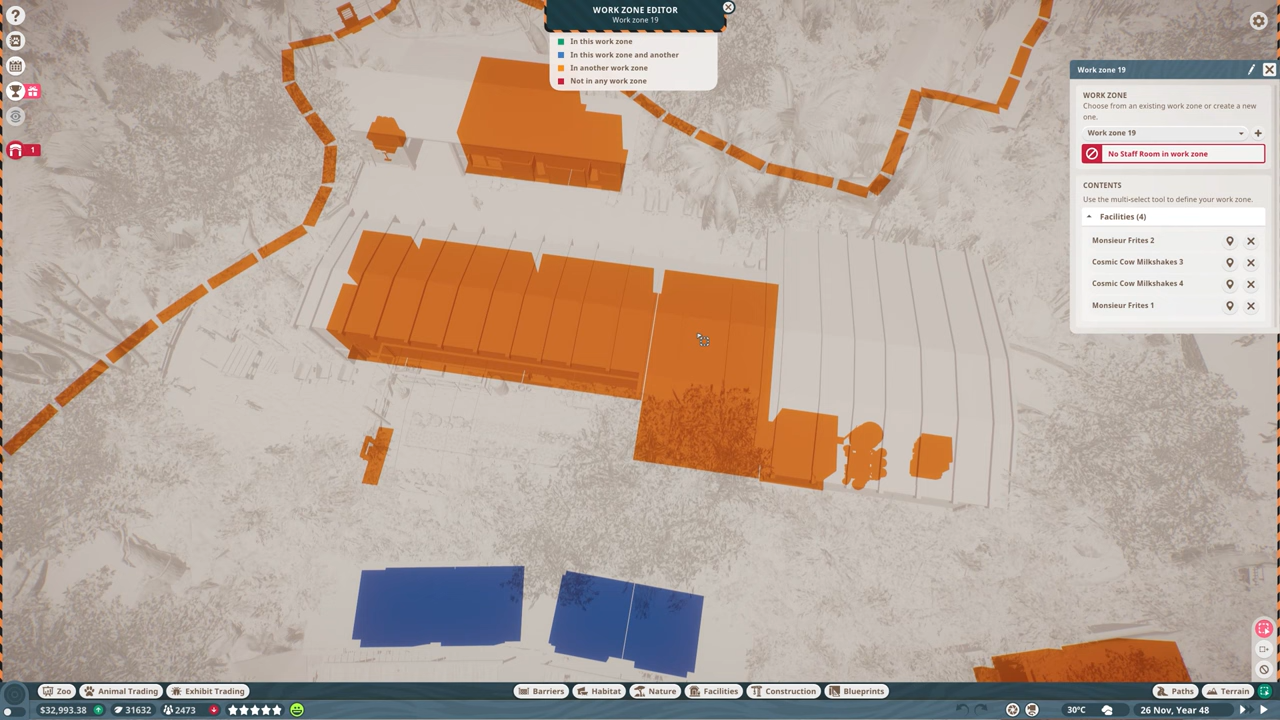 WORK ZONE EDITOR
Work zone 19
In this work zone
In this work zone and another
In another work zone
Not in any work zone
1
Work zone 19
WORK ZONE
Choose from an existing work zone or create a new
one.
Work zone 19
No Staff Room in work zone
CONTENTS
Use the multi-select tool to define your work zone.
Facilities (4)
Monsieur Frites 2
Cosmic Cow Milkshakes 3
Cosmic Cow Milkshakes 4
Monsieur Frites 1
Zoo
Animal Trading
Exhibit Trading
Barriers
Habitat
Nature
Facilities
Construction
Blueprints
Paths
Terrain
$32,993.38
31632
2473
30°C
26 Nov, Year 48